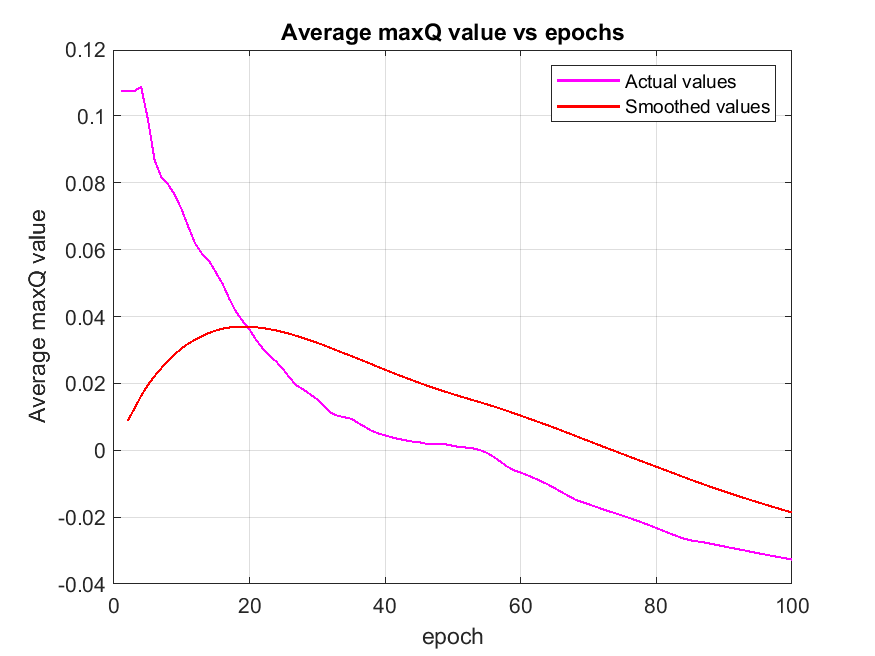 Average maxQ value vs epochs
Actual values
Smoothed values
Average maxQ value
0.12
0.1
0.08
0.06
0.04
0.02
0
-0.02
-0.04
0 20 40 60 80 100
epoch